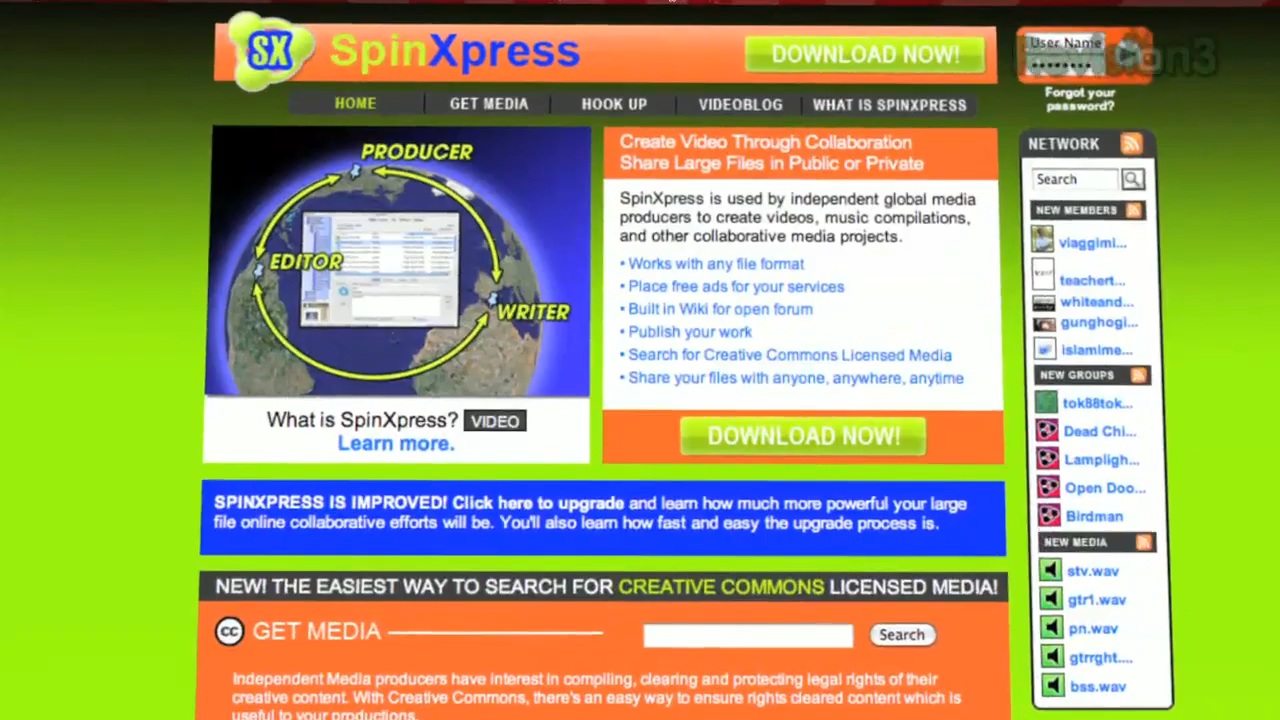 SX SpinXpress
DOWNLOAD NOW!
User Name
Revision3
Forgot your
password?
HOME GET MEDIA HOOK UP VIDEOBLOG WHAT IS SPINXPRESS
PRODUCER
EDITOR
WRITER
What is SpinXpress? VIDEO
Learn more.
Create Video Through Collaboration
Share Large Files in Public or Private
SpinXpress is used by independent global media
producers to create videos, music compilations,
and other collaborative media projects.
• Works with any file format
• Place free ads for your services
• Built in Wiki for open forum
• Publish your work
• Search for Creative Commons Licensed Media
• Share your files with anyone, anywhere, anytime
DOWNLOAD NOW!
SPINXPRESS IS IMPROVED! Click here to upgrade and learn how much more powerful your large
file online collaborative efforts will be. You'll also learn how fast and easy the upgrade process is.
NEW! THE EASIEST WAY TO SEARCH FOR CREATIVE COMMONS LICENSED MEDIA!
cc GET MEDIA
Search
Independent Media producers have interest in compiling, clearing and protecting legal rights of their
creative content. With Creative Commons, there's an easy way to ensure rights cleared content which is
useful to your productions.
NETWORK
Search
NEW MEMBERS
viaggimi...
teachert...
whiteand...
gunghogi...
islamime...
NEW GROUPS
tok88tok...
Dead Chi...
Lampligh...
Open Doo...
Birdman
NEW MEDIA
stv.wav
gtr1.wav
pn.wav
gtrrght....
bss.wav